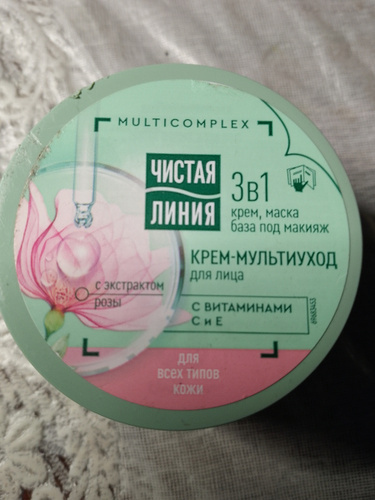 MULTICOMPLEX
ЧИСТАЯ
ЛИНИЯ
3в1
крем, маска
база под макияж
КРЕМ-МУЛЬТИУХОД
для лица
с экстрактом
розы
С ВИТАМИНАМИ
С и Е
для
всех типов
кожи